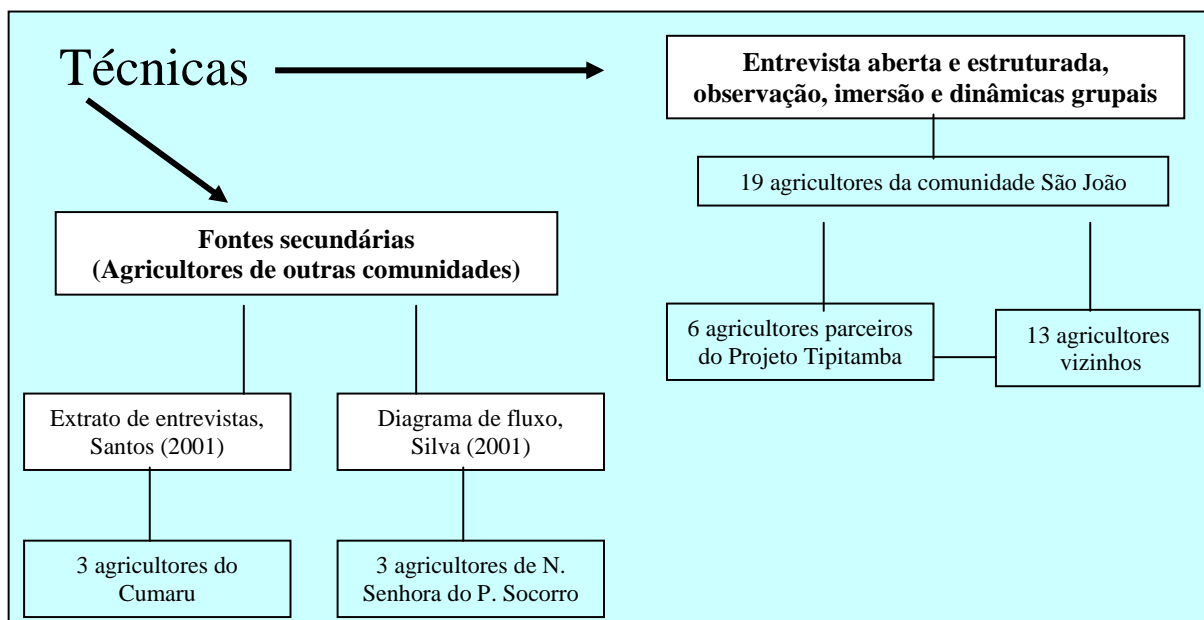 Técnicas
Entrevista aberta e estruturada,
observação, imersão e dinâmicas grupais
19 agricultores da comunidade São João
6 agricultores parceiros
do Projeto Tipitamba
13 agricultores
vizinhos
Fontes secundárias
(Agricultores de outras comunidades)
Extrato de entrevistas,
Santos (2001)
Diagrama de fluxo,
Silva (2001)
3 agricultores do
Cumaru
3 agricultores de N.
Senhora do P. Socorro